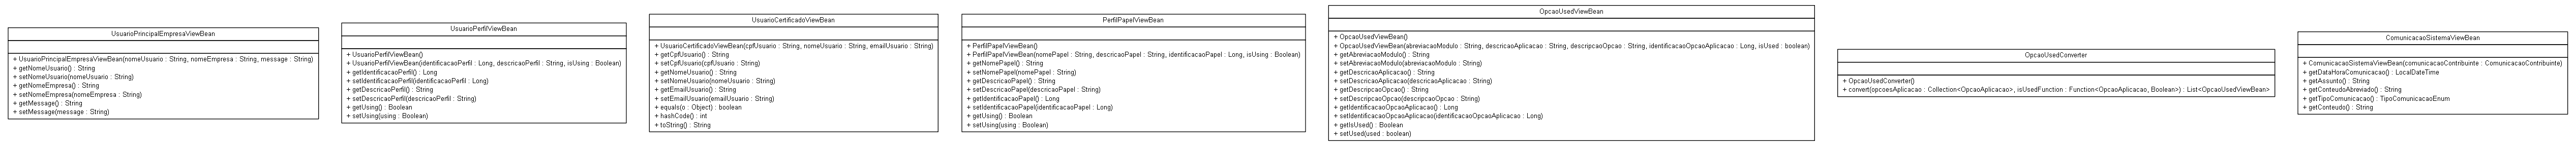 UsuarioPrincipalEmpresaViewBean
+ UsuarioPrincipalEmpresaViewBean(nomeUsuario : String, nomeEmpresa : String, message : String)
+ getNomeUsuario() : String
+ setNomeUsuario(nomeUsuario : String)
+ getNomeEmpresa() : String
+ setNomeEmpresa(nomeEmpresa : String)
+ getMessage() : String
+ setMessage(message : String)
UsuarioPerfilViewBean
+ UsuarioPerfilViewBean()
+ UsuarioPerfilViewBean(identificacaoPerfil : Long, descricaoPerfil : String, isUsing : Boolean)
+ getIdentificacaoPerfil() : Long
+ setIdentificacaoPerfil(identificacaoPerfil : Long)
+ getDescricaoPerfil() : String
+ setDescricaoPerfil(descricaoPerfil : String)
+ getUsing() : Boolean
+ setUsing(using : Boolean)
UsuarioCertificadoViewBean
+ UsuarioCertificadoViewBean(cpfUsuario : String, nomeUsuario : String, emailUsuario : String)
+ getCpfUsuario() : String
+ setCpfUsuario(cpfUsuario : String)
+ getNomeUsuario() : String
+ setNomeUsuario(nomeUsuario : String)
+ getEmailUsuario() : String
+ setEmailUsuario(emailUsuario : String)
+ equals(o : Object) : boolean
+ hashCode() : int
+ toString() : String
PerfilPapelViewBean
+ PerfilPapelViewBean()
+ PerfilPapelViewBean(nomePapel : String, descricaoPapel : String, identificacaoPapel : Long, isUsing : Boolean)
+ getNomePapel() : String
+ setNomePapel(nomePapel : String)
+ getDescricaoPapel() : String
+ setDescricaoPapel(descricaoPapel : String)
+ getIdentificacaoPapel() : Long
+ setIdentificacaoPapel(identificacaoPapel : Long)
+ getUsing() : Boolean
+ setUsing(using : Boolean)
OpcaoUsedViewBean
+ OpcaoUsedViewBean()
+ OpcaoUsedViewBean(abreviacaoModulo : String, descricaoAplicacao : String, descripcaoOpcao : String, identificacaoOpcaoAplicacao : Long, isUsed : boolean)
+ getAbreviacaoModulo() : String
+ setAbreviacaoModulo(abreviacaoModulo : String)
+ getDescricaoAplicacao() : String
+ setDescricaoAplicacao(descricaoAplicacao : String)
+ getDescripcaoOpcao() : String
+ setDescripcaoOpcao(descripcaoOpcao : String)
+ getIdentificacaoOpcaoAplicacao() : Long
+ setIdentificacaoOpcaoAplicacao(identificacaoOpcaoAplicacao : Long)
+ getIsUsed() : Boolean
+ setUsed(used : boolean)
OpcaoUsedConverter
+ OpcaoUsedConverter()
+ convert(opcoesAplicacao : Collection<OpcaoAplicacao>, isUsedFunction : Function<OpcaoAplicacao, Boolean>) : List<OpcaoUsedViewBean>
ComunicacaoSistemaViewBean
+ ComunicacaoSistemaViewBean(comunicacaoContribuinte : ComunicacaoContribuinte)
+ getDataHoraComunicacao() : LocalDateTime
+ getAssunto() : String
+ getConteudoAbreviado() : String
+ getTipoComunicacao() : TipoComunicacaoEnum
+ getConteudo() : String